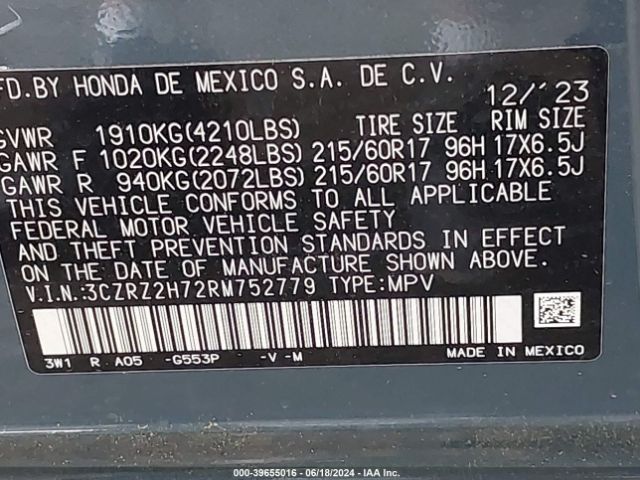 FD.BY HONDA DE MEXICO S.A. DE C.V.
12/'23
GVWR 1910KG(4210LBS) TIRE SIZE RIM SIZE
GAWR F 1020KG(2248LBS) 215/60R17 96H 17X6.5J
GAWR R 940KG(2072LBS) 215/60R17 96H 17X6.5J
THIS VEHICLE CONFORMS TO ALL APPLICABLE
FEDERAL MOTOR VEHICLE SAFETY
AND THEFT PREVENTION STANDARDS IN EFFECT
ON THE DATE OF MANUFACTURE SHOWN ABOVE.
V.I.N.:3CZRZ2H72RM752779 TYPE:MPV
3W1 R A05 -G553P -V -M MADE IN MEXICO
000-39655016 - 06/18/2024 - IAA Inc.